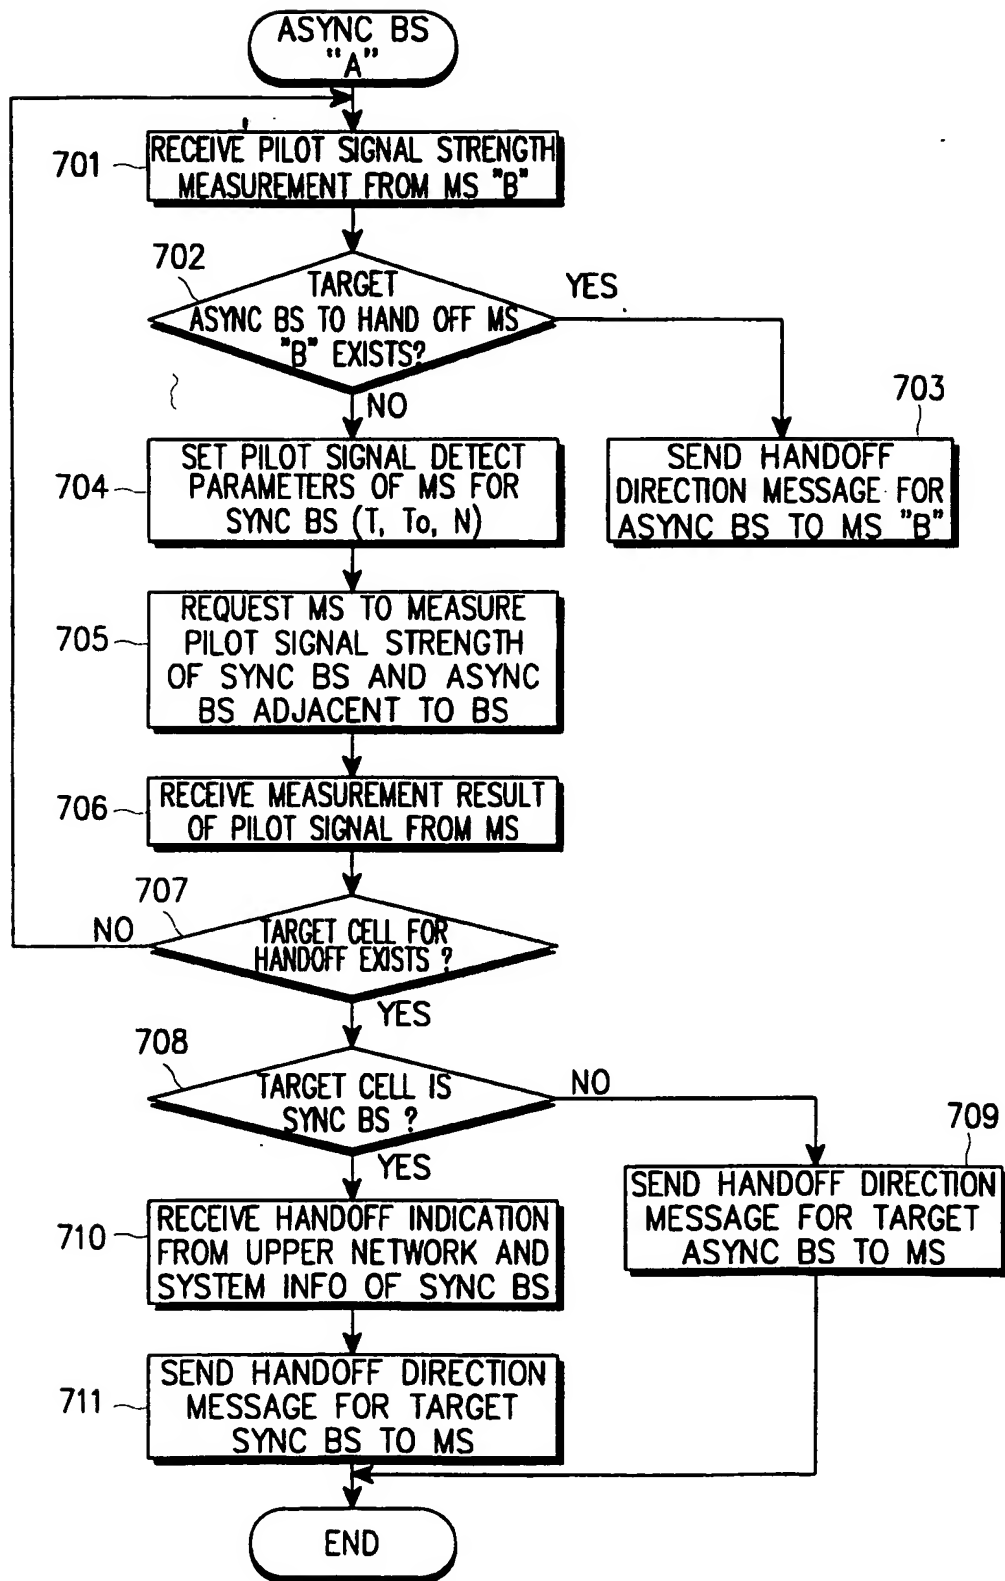 ASYNC BS
"A"
701
RECEIVE PILOT SIGNAL STRENGTH
MEASUREMENT FROM MS "B"
702
TARGET
ASYNC BS TO HAND OFF MS
"B" EXISTS?
YES
NO
703
SEND HANDOFF
DIRECTION MESSAGE FOR
ASYNC BS TO MS "B"
704
SET PILOT SIGNAL DETECT
PARAMETERS OF MS FOR
SYNC BS (T, To, N)
705
REQUEST MS TO MEASURE
PILOT SIGNAL STRENGTH
OF SYNC BS AND ASYNC
BS ADJACENT TO BS
706
RECEIVE MEASUREMENT RESULT
OF PILOT SIGNAL FROM MS
707
NO
TARGET CELL FOR
HANDOFF EXISTS ?
YES
708
TARGET CELL IS
SYNC BS ?
NO
YES
709
SEND HANDOFF DIRECTION
MESSAGE FOR TARGET
ASYNC BS TO MS
710
RECEIVE HANDOFF INDICATION
FROM UPPER NETWORK AND
SYSTEM INFO OF SYNC BS
711
SEND HANDOFF DIRECTION
MESSAGE FOR TARGET
SYNC BS TO MS
END